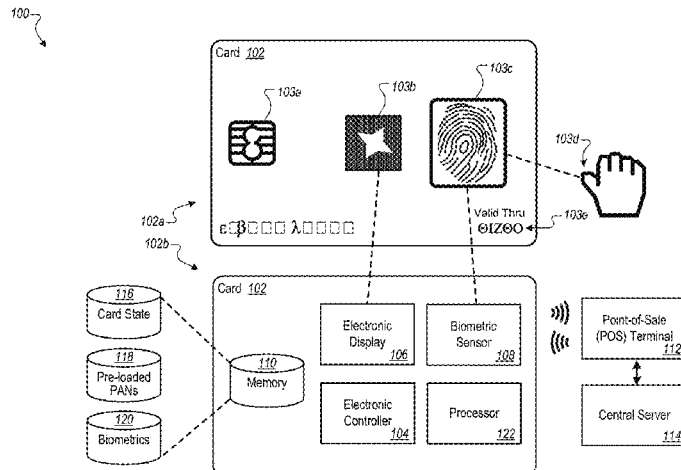 100
Card 102
103a
103b
103c
103d
102a
Valid Thru
ΘIZΘO
103e
ε□β□□□ λ□□□□
102b
Card 102
116
Card State
118
Pre-loaded
PANs
120
Biometrics
110
Memory
Electronic
Display
106
Biometric
Sensor
108
Electronic
Controller
104
Processor
122
Point-of-Sale
(POS) Terminal
112
Central Server
114